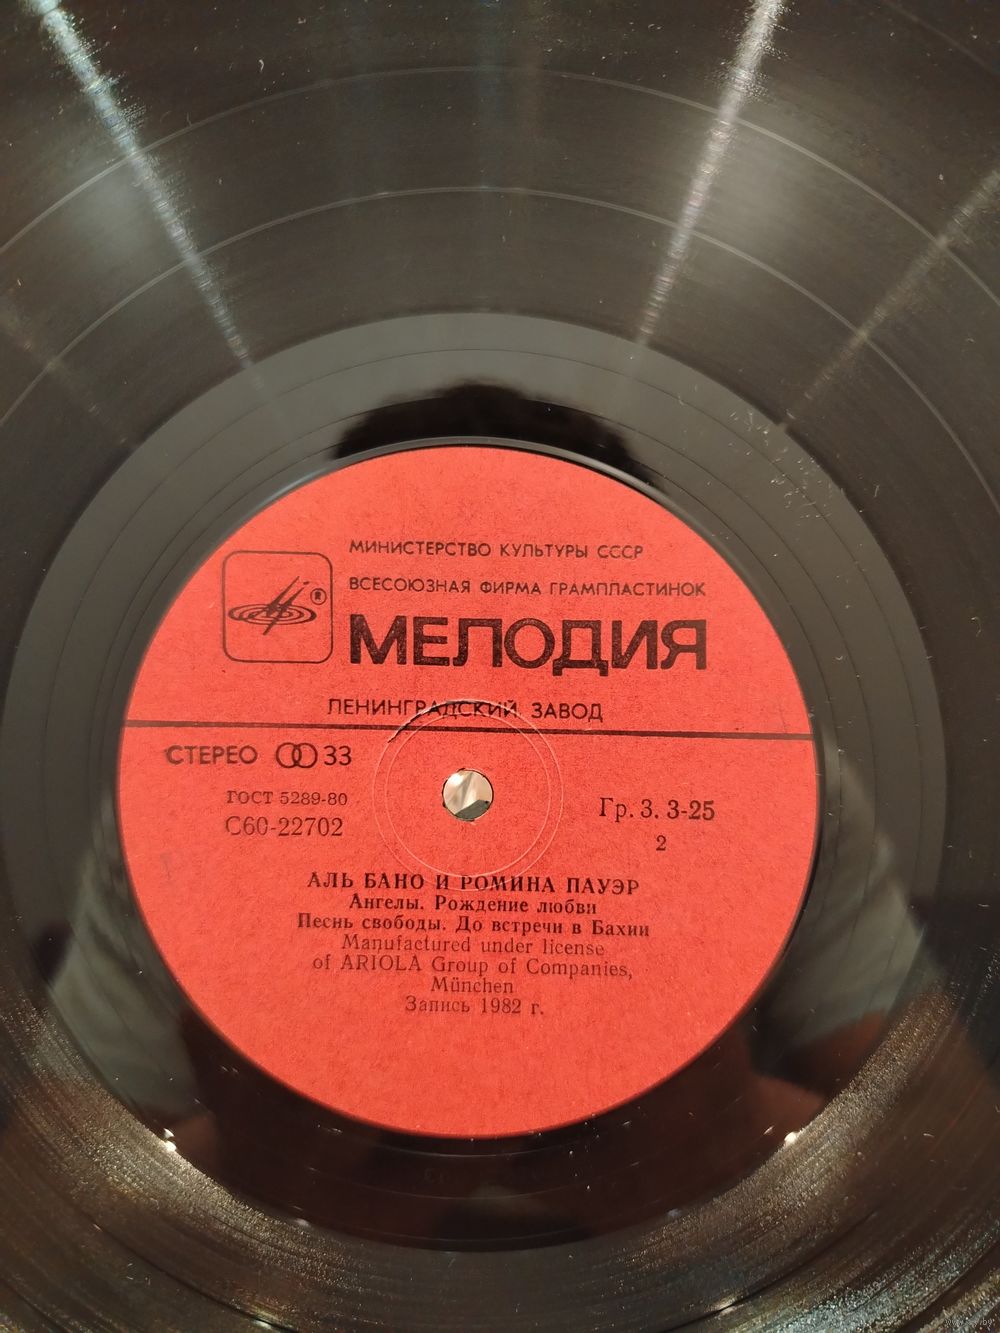 МИНИСТЕРСТВО КУЛЬТУРЫ СССР
ВСЕСОЮЗНАЯ ФИРМА ГРАМПЛАСТИНОК
®
МЕЛОДИЯ
ЛЕНИНГРАДСКИЙ ЗАВОД
СТЕРЕО 33
ГОСТ 5289-80
С60-22702
Гр. 3. 3-25
2
АЛЬ БАНО И РОМИНА ПАУЭР
Ангелы. Рождение любви
Песнь свободы. До встречи в Бахии
Manufactured under license
of ARIOLA Group of Companies,
München
Запись 1982 г.